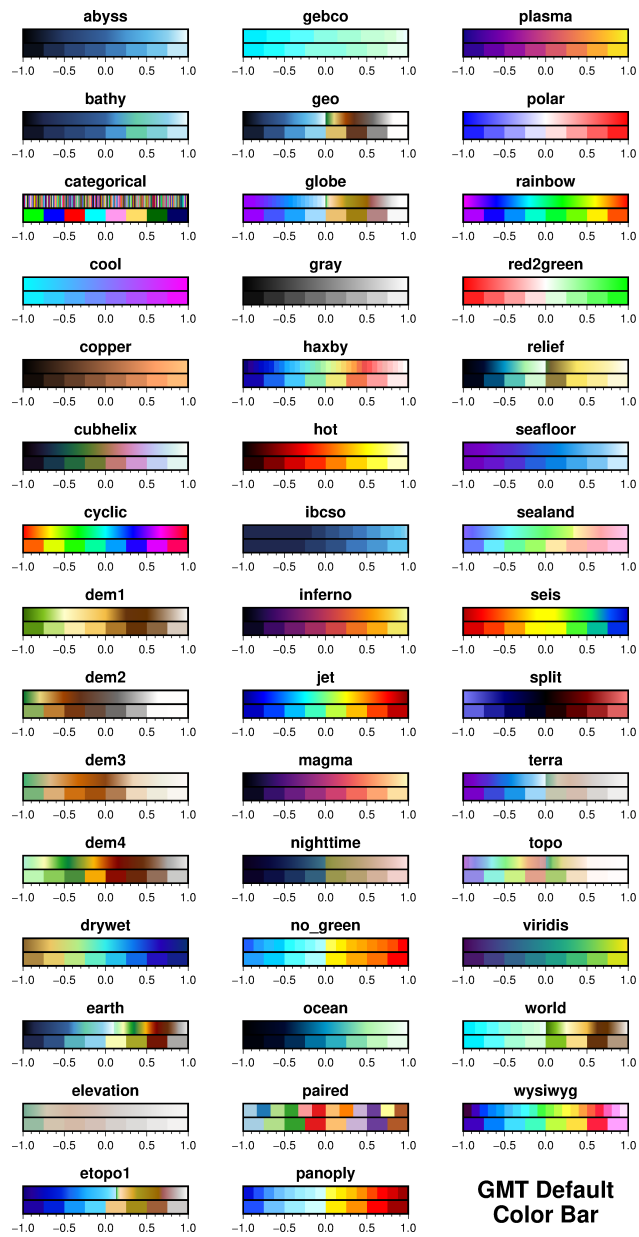 abyss gebco plasma
−1.0 −0.5 0.0 0.5 1.0 −1.0 −0.5 0.0 0.5 1.0 −1.0 −0.5 0.0 0.5 1.0
bathy geo polar
−1.0 −0.5 0.0 0.5 1.0 −1.0 −0.5 0.0 0.5 1.0 −1.0 −0.5 0.0 0.5 1.0
categorical globe rainbow
−1.0 −0.5 0.0 0.5 1.0 −1.0 −0.5 0.0 0.5 1.0 −1.0 −0.5 0.0 0.5 1.0
cool gray red2green
−1.0 −0.5 0.0 0.5 1.0 −1.0 −0.5 0.0 0.5 1.0 −1.0 −0.5 0.0 0.5 1.0
copper haxby relief
−1.0 −0.5 0.0 0.5 1.0 −1.0 −0.5 0.0 0.5 1.0 −1.0 −0.5 0.0 0.5 1.0
cubhelix hot seafloor
−1.0 −0.5 0.0 0.5 1.0 −1.0 −0.5 0.0 0.5 1.0 −1.0 −0.5 0.0 0.5 1.0
cyclic ibcso sealand
−1.0 −0.5 0.0 0.5 1.0 −1.0 −0.5 0.0 0.5 1.0 −1.0 −0.5 0.0 0.5 1.0
dem1 inferno seis
−1.0 −0.5 0.0 0.5 1.0 −1.0 −0.5 0.0 0.5 1.0 −1.0 −0.5 0.0 0.5 1.0
dem2 jet split
−1.0 −0.5 0.0 0.5 1.0 −1.0 −0.5 0.0 0.5 1.0 −1.0 −0.5 0.0 0.5 1.0
dem3 magma terra
−1.0 −0.5 0.0 0.5 1.0 −1.0 −0.5 0.0 0.5 1.0 −1.0 −0.5 0.0 0.5 1.0
dem4 nighttime topo
−1.0 −0.5 0.0 0.5 1.0 −1.0 −0.5 0.0 0.5 1.0 −1.0 −0.5 0.0 0.5 1.0
drywet no_green viridis
−1.0 −0.5 0.0 0.5 1.0 −1.0 −0.5 0.0 0.5 1.0 −1.0 −0.5 0.0 0.5 1.0
earth ocean world
−1.0 −0.5 0.0 0.5 1.0 −1.0 −0.5 0.0 0.5 1.0 −1.0 −0.5 0.0 0.5 1.0
elevation paired wysiwyg
−1.0 −0.5 0.0 0.5 1.0 −1.0 −0.5 0.0 0.5 1.0 −1.0 −0.5 0.0 0.5 1.0
etopo1 panoply
−1.0 −0.5 0.0 0.5 1.0 −1.0 −0.5 0.0 0.5 1.0
GMT Default
Color Bar